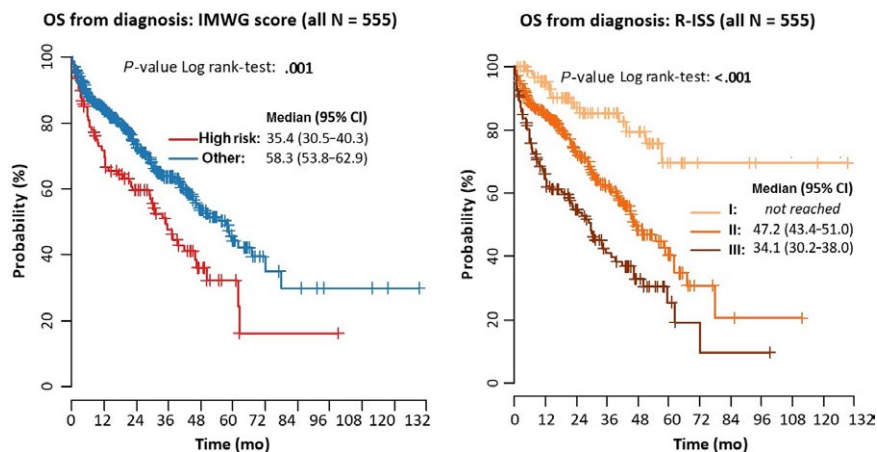 OS from diagnosis: IMWG score (all N = 555)
P-value Log rank-test: .001
Median (95% CI)
High risk: 35.4 (30.5–40.3)
Other: 58.3 (53.8–62.9)
Probability (%)
100
80
60
40
20
0
0 12 24 36 48 60 72 84 96 108 120 132
Time (mo)
OS from diagnosis: R-ISS (all N = 555)
P-value Log rank-test: <.001
Median (95% CI)
I: not reached
II: 47.2 (43.4–51.0)
III: 34.1 (30.2–38.0)
Probability (%)
100
80
60
40
20
0
0 12 24 36 48 60 72 84 96 108 120 132
Time (mo)